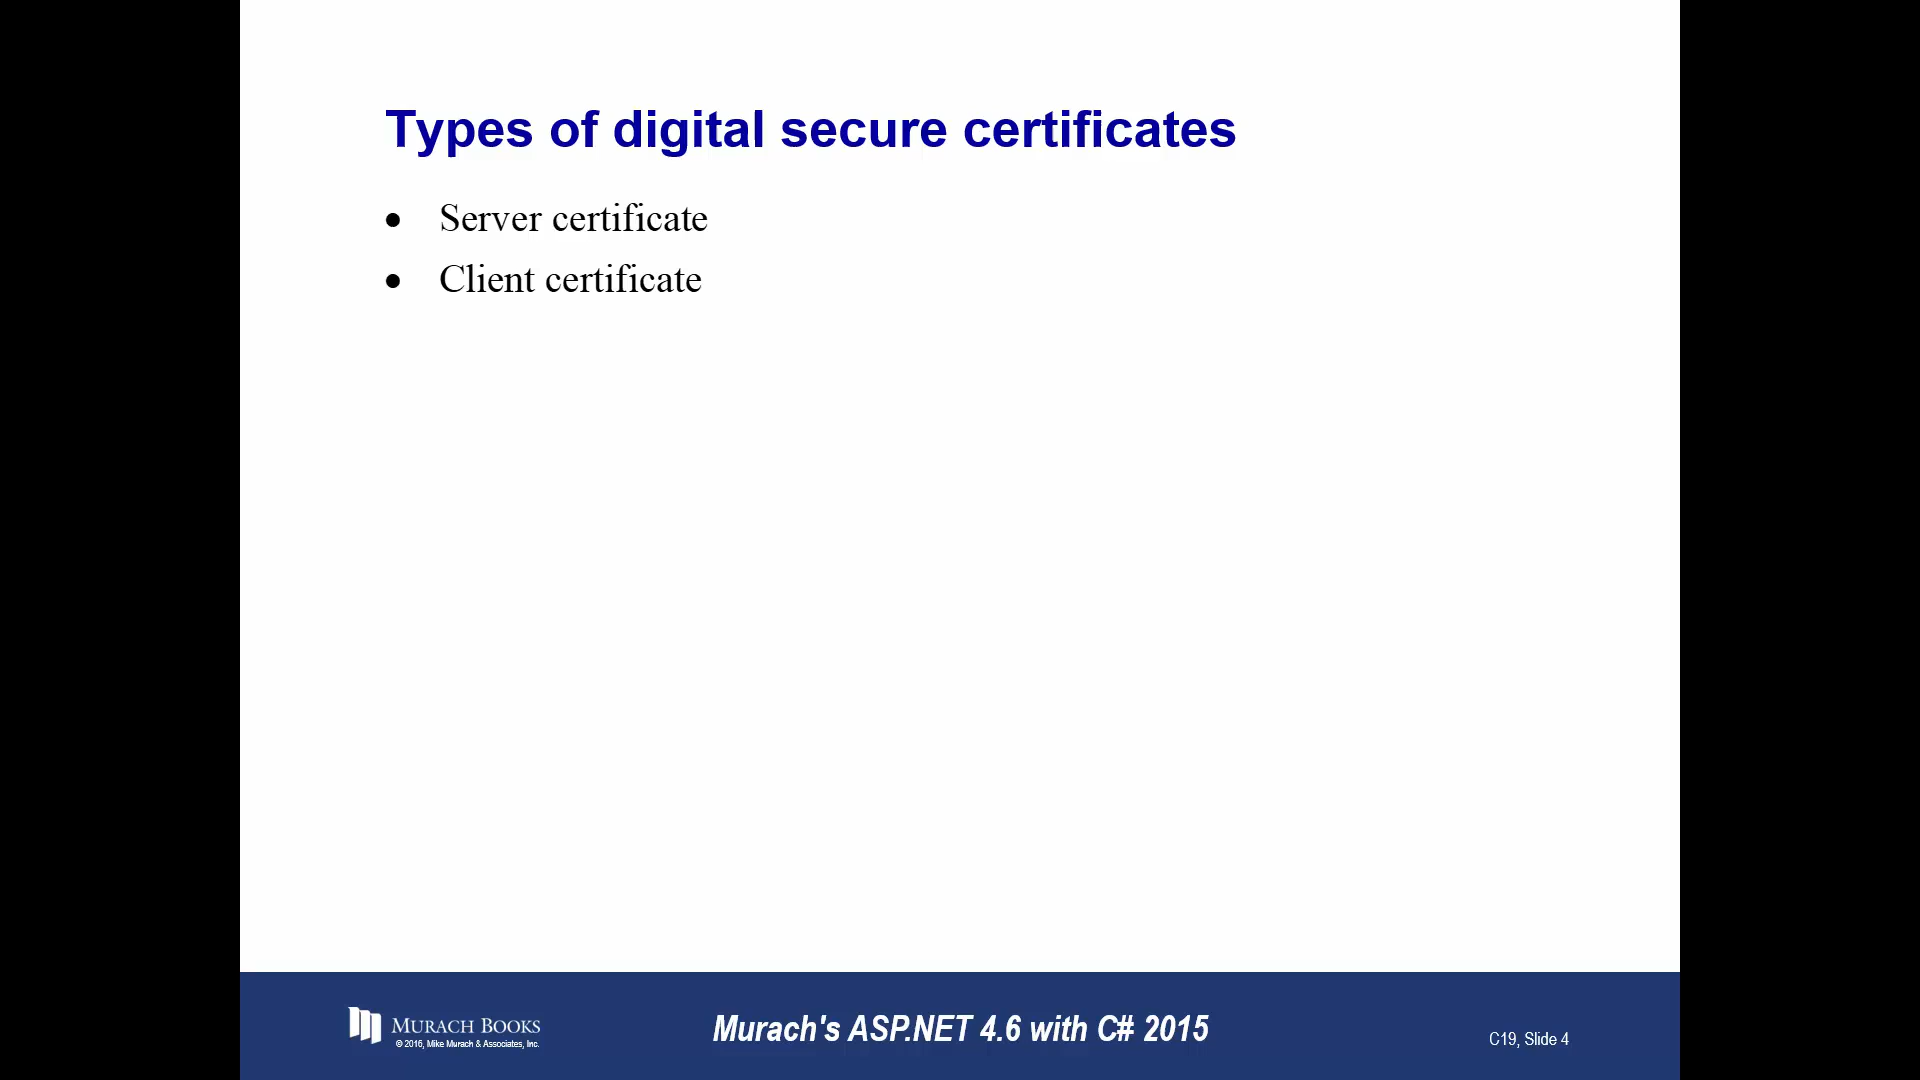 Types of digital secure certificates
• Server certificate
• Client certificate
MURACH BOOKS
© 2016, Mike Murach & Associates, Inc.
Murach's ASP.NET 4.6 with C# 2015
C19, Slide 4